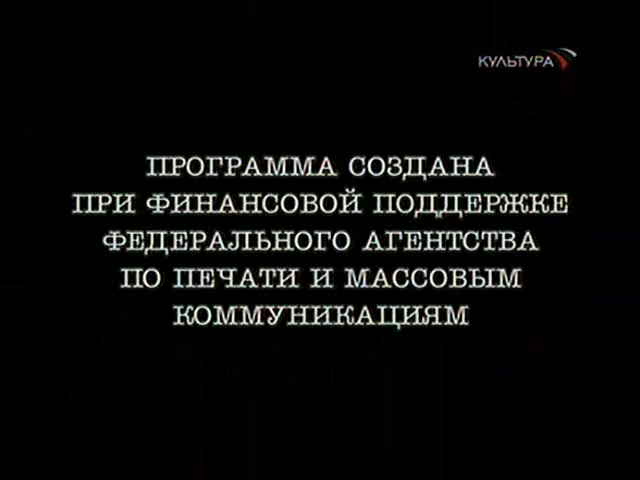 КУЛЬТУРА
ПРОГРАММА СОЗДАНА
ПРИ ФИНАНСОВОЙ ПОДДЕРЖКЕ
ФЕДЕРАЛЬНОГО АГЕНТСТВА
ПО ПЕЧАТИ И МАССОВЫМ
КОММУНИКАЦИЯМ